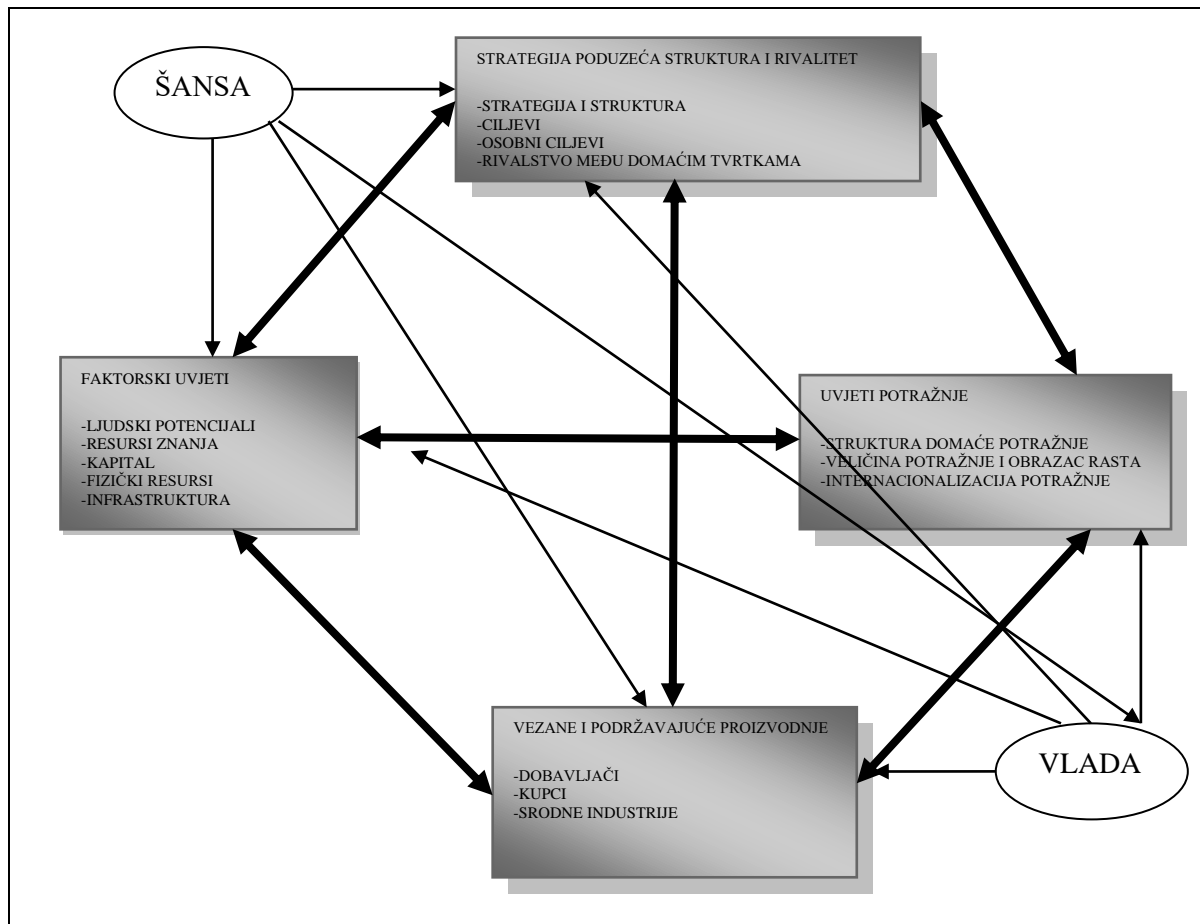 ŠANSA
STRATEGIJA PODUZEĆA STRUKTURA I RIVALITET
-STRATEGIJA I STRUKTURA
-CILJEVI
-OSOBNI CILJEVI
-RIVALSTVO MEĐU DOMAĆIM TVRTKAMA
FAKTORSKI UVJETI
-LJUDSKI POTENCIJALI
-RESURSI ZNANJA
-KAPITAL
-FIZIČKI RESURSI
-INFRASTRUKTURA
UVJETI POTRAŽNJE
-STRUKTURA DOMAĆE POTRAŽNJE
-VELIČINA POTRAŽNJE I OBRAZAC RASTA
-INTERNACIONALIZACIJA POTRAŽNJE
VEZANE I PODRŽAVAJUĆE PROIZVODNJE
-DOBAVLJAČI
-KUPCI
-SRODNE INDUSTRIJE
VLADA